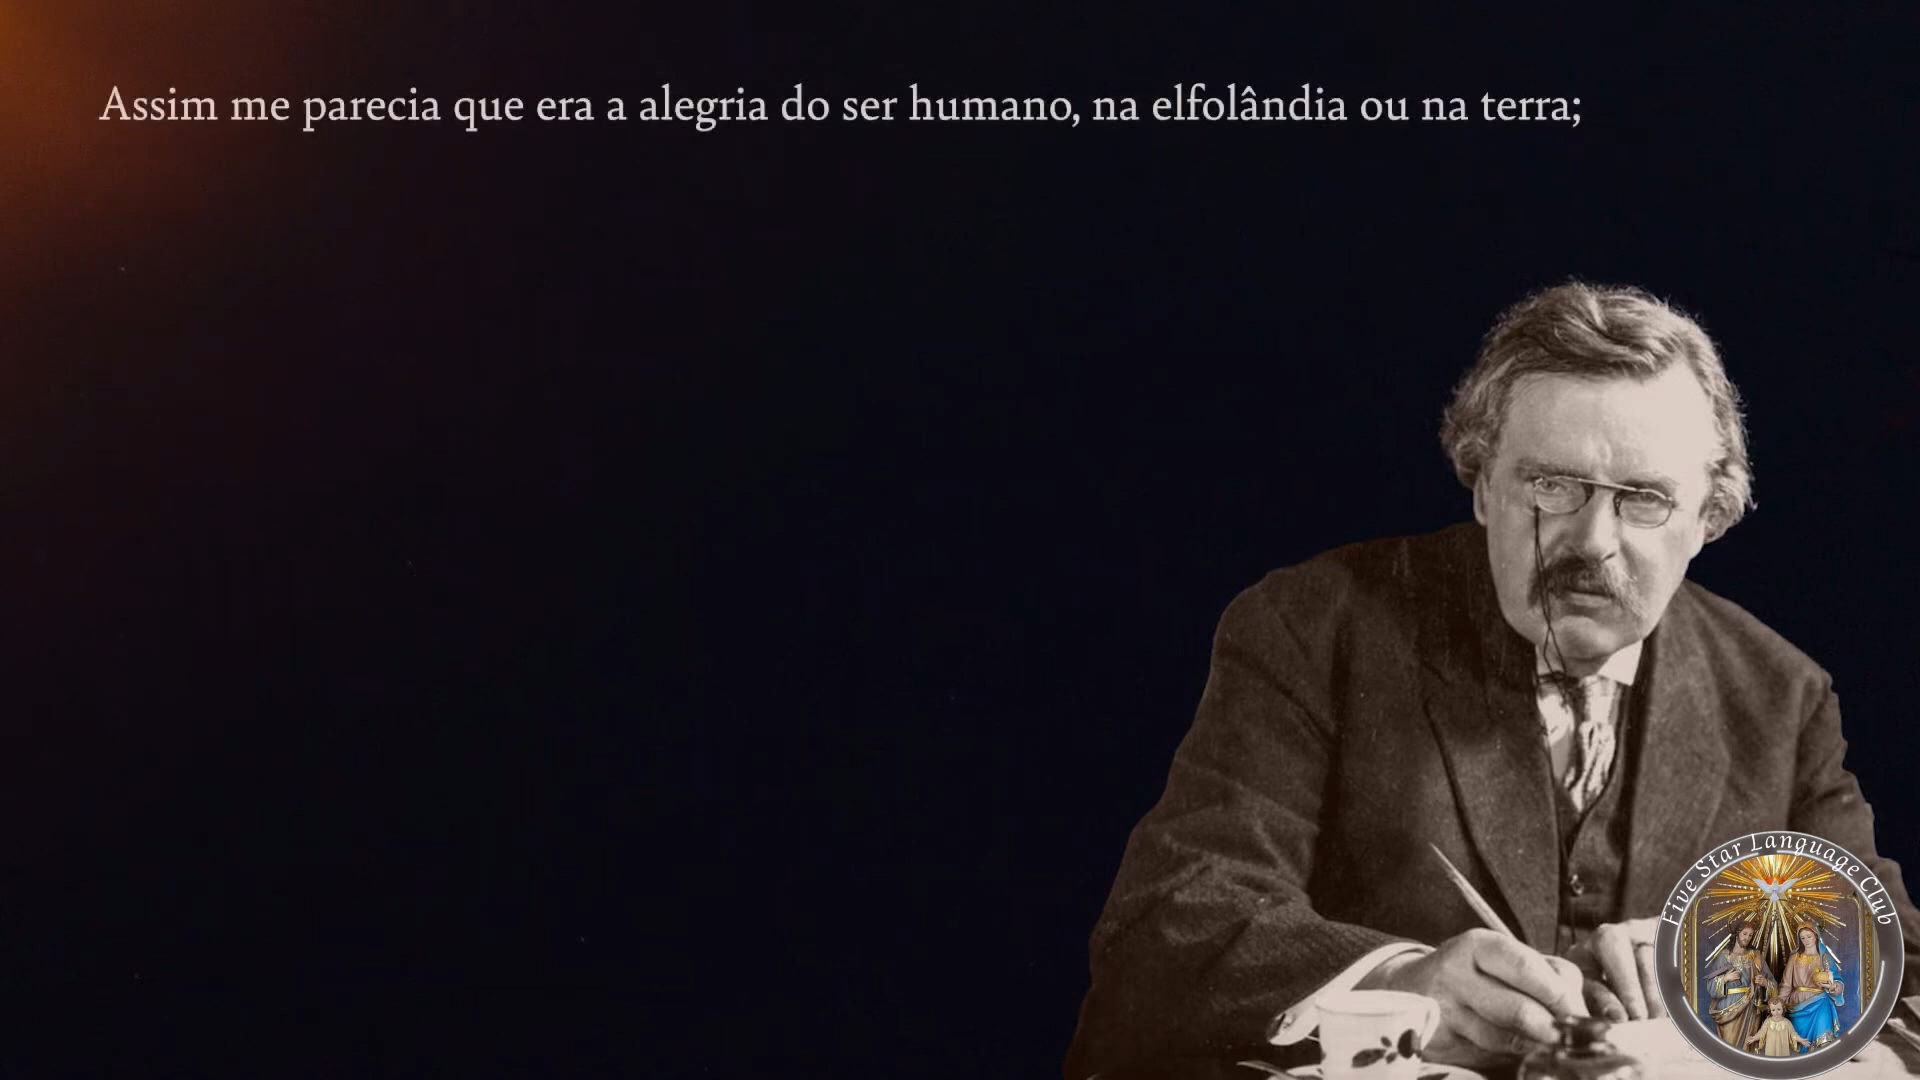 Assim me parecia que era a alegria do ser humano, na elfolândia ou na terra;
Five Star Language Club